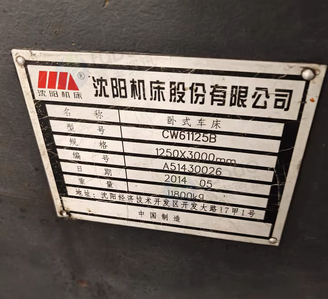 沈阳机床 沈阳机床股份有限公司
名称 卧式车床
型号 CW61125B
规格 1250X3000mm
编号 A51430026
日期 2014 05
重量 11800kg
地址: 沈阳经济技术开发区开发大路17甲1号
中国制造